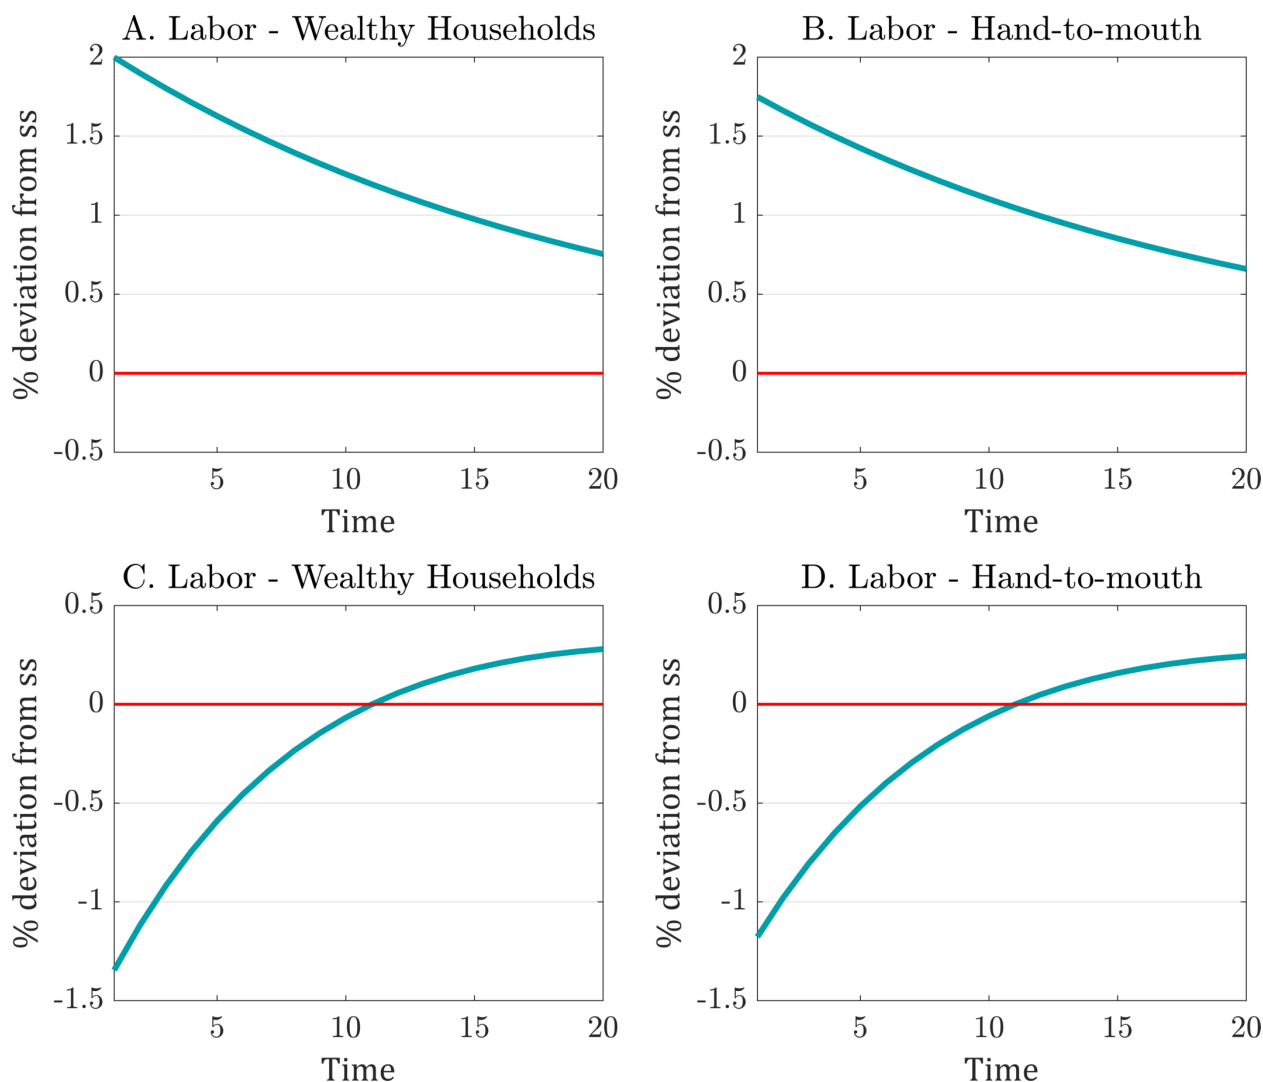 A. Labor - Wealthy Households
% deviation from ss
2
1.5
1
0.5
0
-0.5
5 10 15 20
Time
B. Labor - Hand-to-mouth
% deviation from ss
2
1.5
1
0.5
0
-0.5
5 10 15 20
Time
C. Labor - Wealthy Households
% deviation from ss
0.5
0
-0.5
-1
-1.5
5 10 15 20
Time
D. Labor - Hand-to-mouth
% deviation from ss
0.5
0
-0.5
-1
-1.5
5 10 15 20
Time